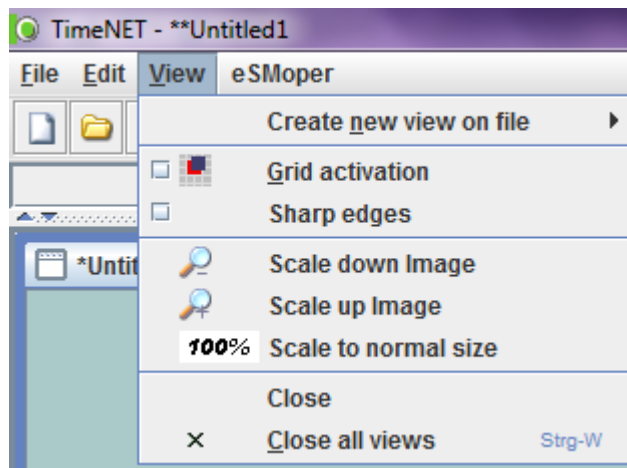 TimeNET - **Untitled1
File Edit View eSMoper
Create new view on file
Grid activation
Sharp edges
*Untit
Scale down Image
Scale up Image
100% Scale to normal size
Close
Close all views Strg-W